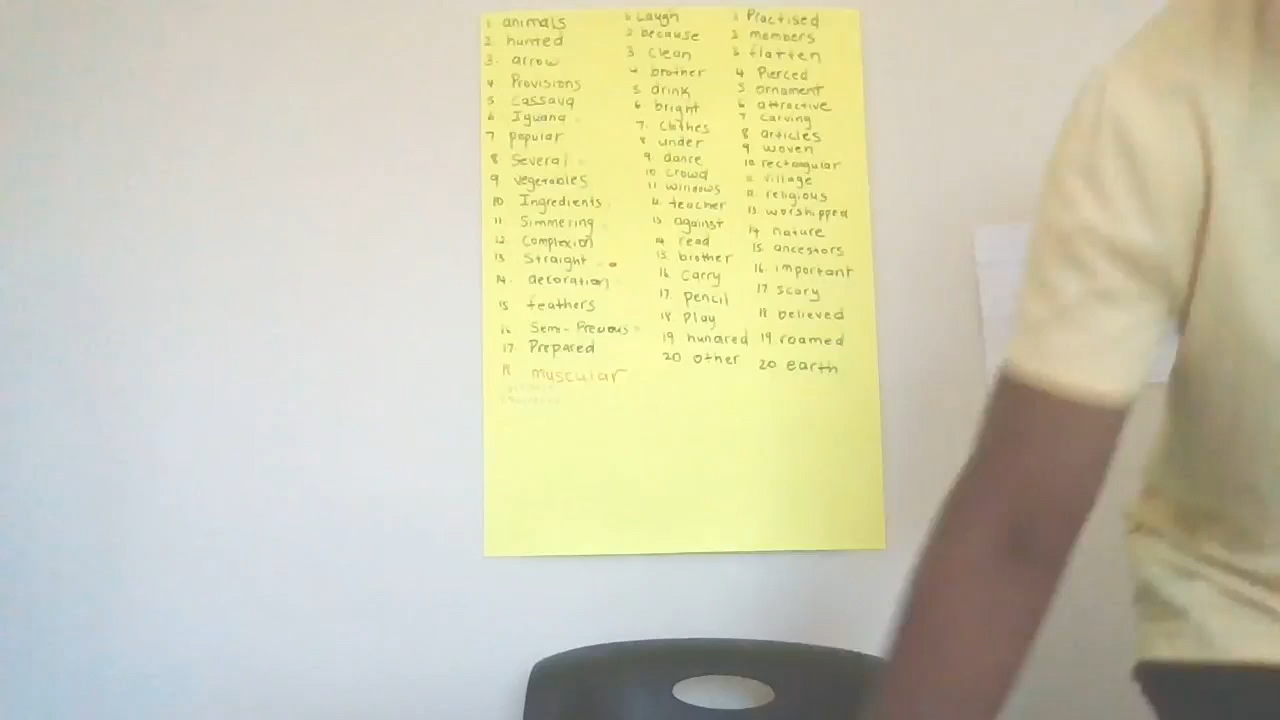 1 animals
2. hunted
3. arrow
4 Provisions
5 Cassava
6 Iguana
7 popular
8 Several
9 vegetables
10 Ingredients
11 Simmering
12 Complexion
13 Straight
14. decoration
15 feathers
16 Semi-Precious
17. Prepared
18 muscular
1 Laugh
2 because
3 Clean
4 brother
5 drink
6 bright
7. Clothes
8 under
9. dance
10 Crowd
11 windows
12 teacher
13 against
14 read
15. brother
16 Carry
17. pencil
18 Play
19 hundred
20 other
1 Practised
2 members
3 flatten
4 Pierced
5 ornament
6 attractive
7 Carving
8 articles
9 woven
10 rectangular
11 village
12 religious
13 worshipped
14 nature
15. ancestors
16. important
17 scary
18 believed
19 roamed
20 earth